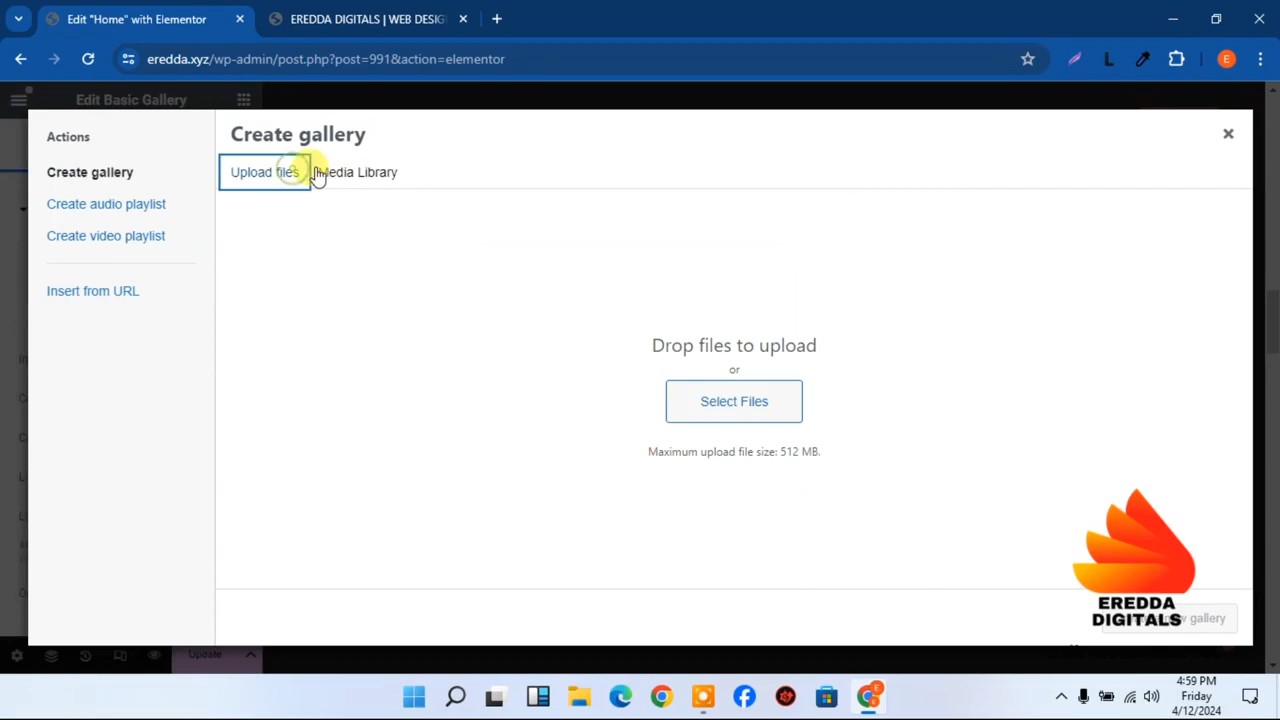 Edit "Home" with Elementor
EREDDA DIGITALS | WEB DESIG
eredda.xyz/wp-admin/post.php?post=991&action=elementor
E
Edit Basic Gallery
Actions
Create gallery
Create audio playlist
Create video playlist
Insert from URL
Create gallery
Upload files
Media Library
Drop files to upload
or
Select Files
Maximum upload file size: 512 MB.
EREDDA
DIGITALS
gallery
Update
4:59 PM
Friday
4/12/2024